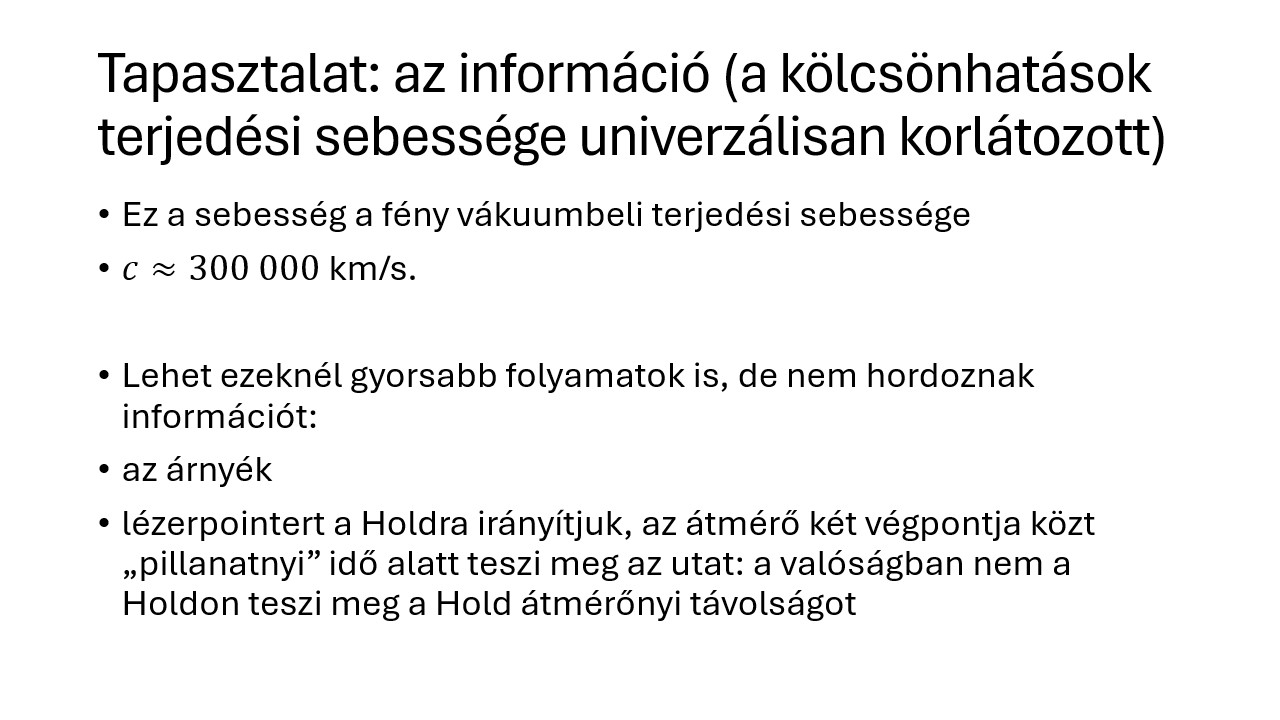 Tapasztalat: az információ (a kölcsönhatások
terjedési sebessége univerzálisan korlátozott)
• Ez a sebesség a fény vákuumbeli terjedési sebessége
• 𝑐 ≈ 300 000 km/s.
• Lehet ezeknél gyorsabb folyamatok is, de nem hordoznak
információt:
• az árnyék
• lézerpointert a Holdra irányítjuk, az átmérő két végpontja közt
„pillanatnyi” idő alatt teszi meg az utat: a valóságban nem a
Holdon teszi meg a Hold átmérőnyi távolságot